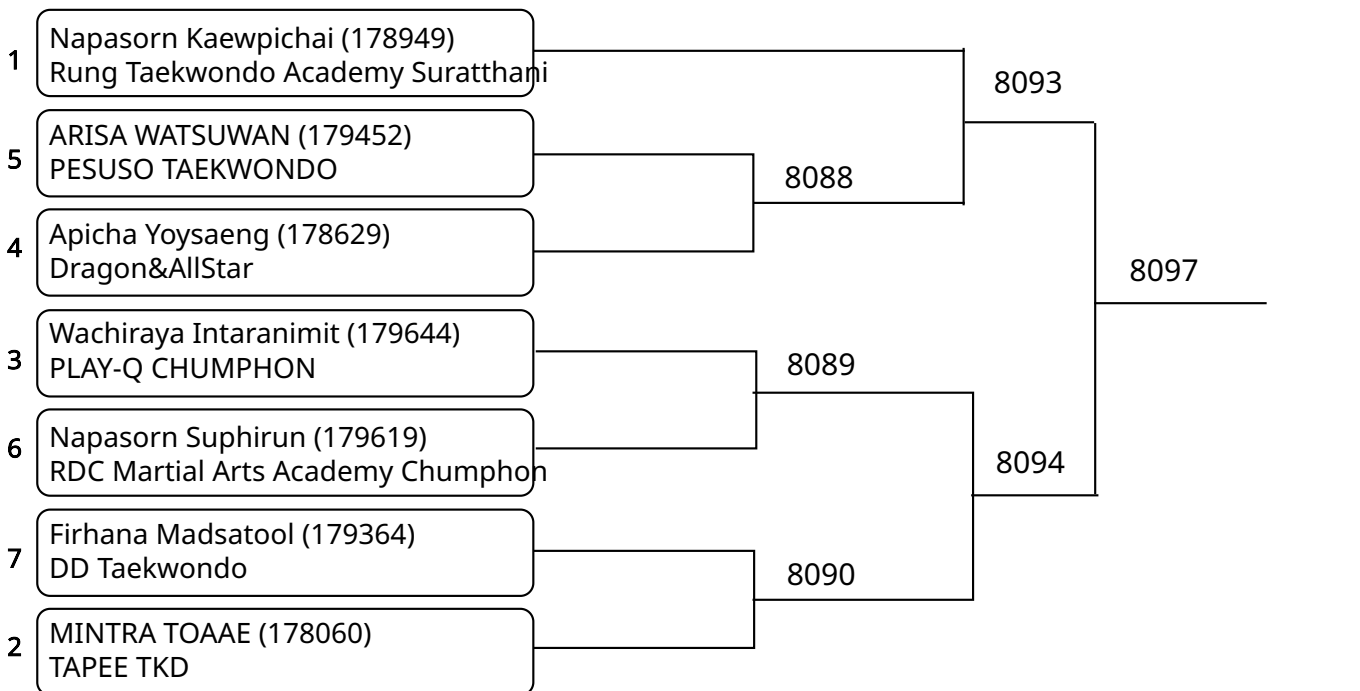 1
Napasorn Kaewpichai (178949)
Rung Taekwondo Academy Suratthani
8093
5
ARISA WATSUWAN (179452)
PESUSO TAEKWONDO
8088
4
Apicha Yoysaeng (178629)
Dragon&AllStar
8097
3
Wachiraya Intaranimit (179644)
PLAY-Q CHUMPHON
8089
6
Napasorn Suphirun (179619)
RDC Martial Arts Academy Chumphon
8094
7
Firhana Madsatool (179364)
DD Taekwondo
8090
2
MINTRA TOAAE (178060)
TAPEE TKD